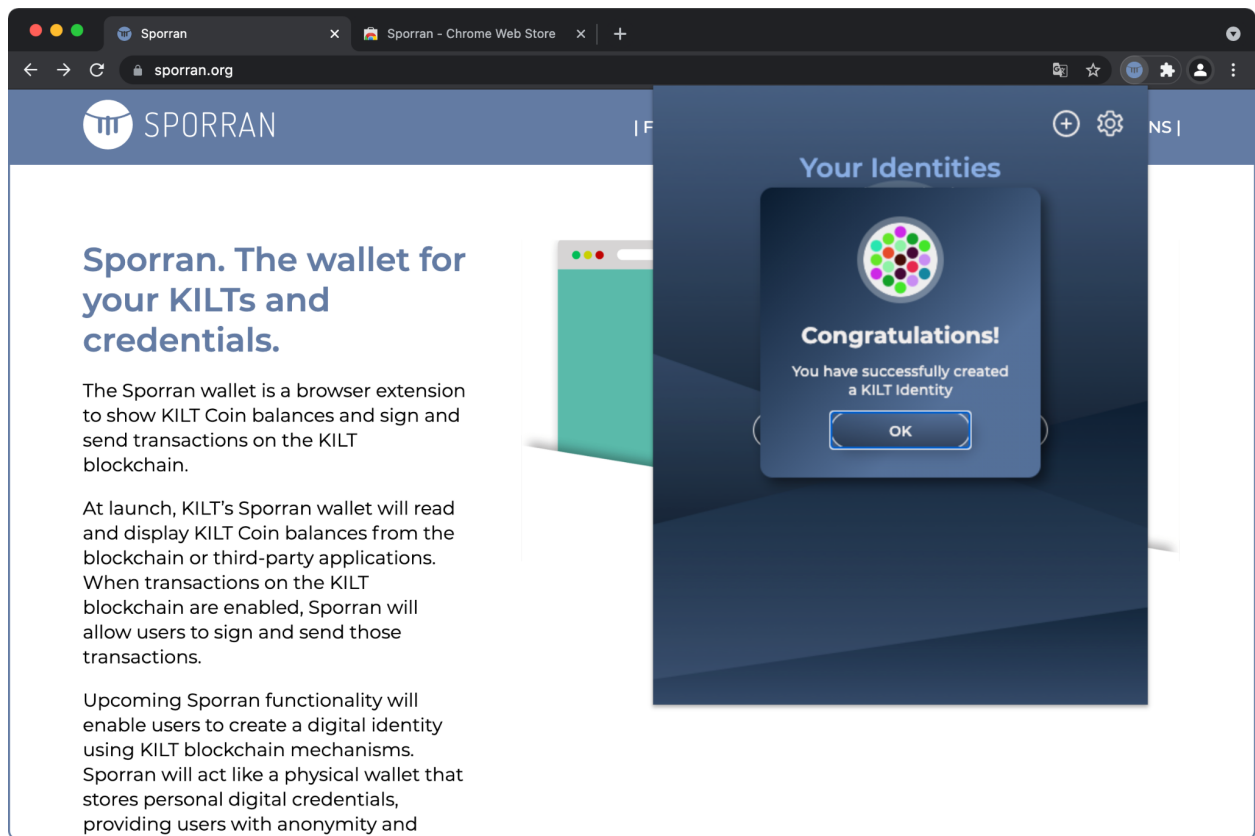 Sporran
Sporran - Chrome Web Store
sporran.org
SPORRAN
| F
NS |
Your Identities
Congratulations!
You have successfully created
a KILT Identity
OK
Sporran. The wallet for
your KILTs and
credentials.
The Sporran wallet is a browser extension
to show KILT Coin balances and sign and
send transactions on the KILT
blockchain.
At launch, KILT’s Sporran wallet will read
and display KILT Coin balances from the
blockchain or third-party applications.
When transactions on the KILT
blockchain are enabled, Sporran will
allow users to sign and send those
transactions.
Upcoming Sporran functionality will
enable users to create a digital identity
using KILT blockchain mechanisms.
Sporran will act like a physical wallet that
stores personal digital credentials,
providing users with anonymity and